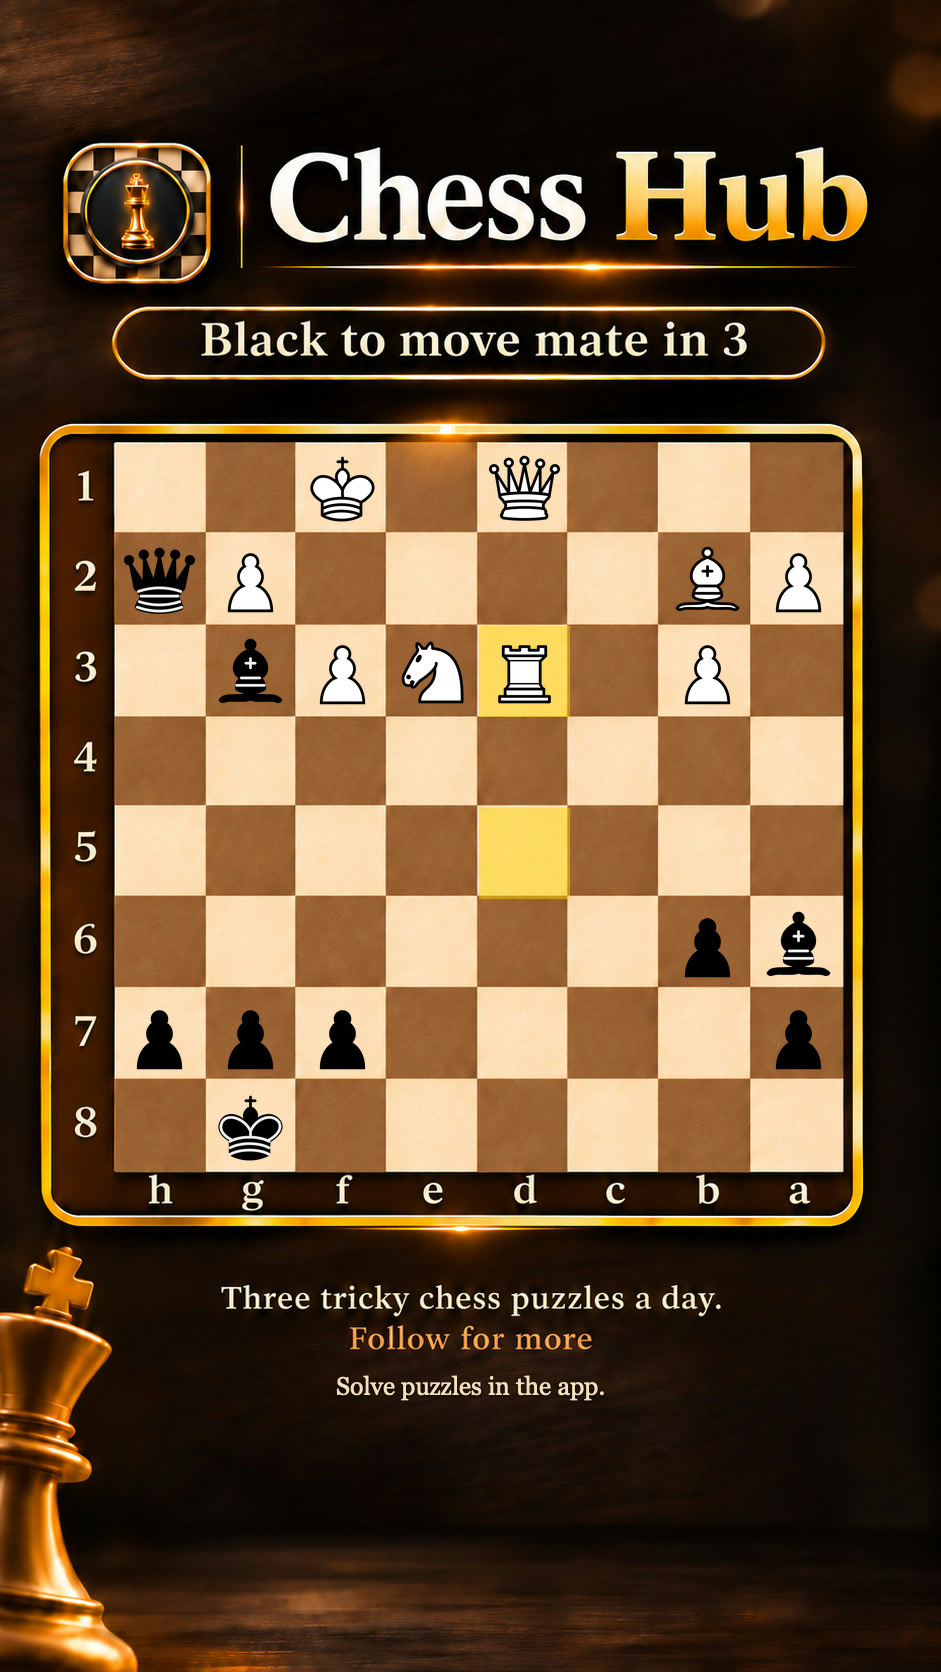 Chess Hub
Black to move mate in 3
1
2
3
4
5
6
7
8
h g f e d c b a
Three tricky chess puzzles a day.
Follow for more
Solve puzzles in the app.